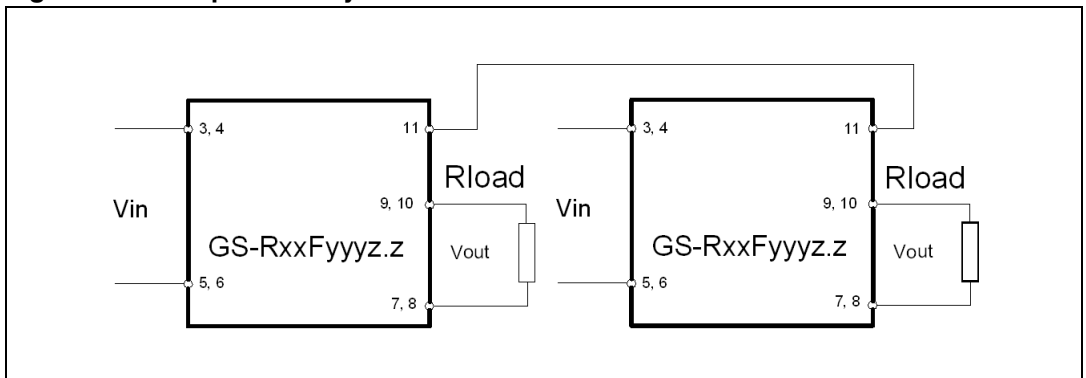 3, 4
11
Rload
9, 10
Vin
GS-RxxFyyyz.z
Vout
5, 6
7, 8
3, 4
11
Rload
9, 10
Vin
GS-RxxFyyyz.z
Vout
5, 6
7, 8